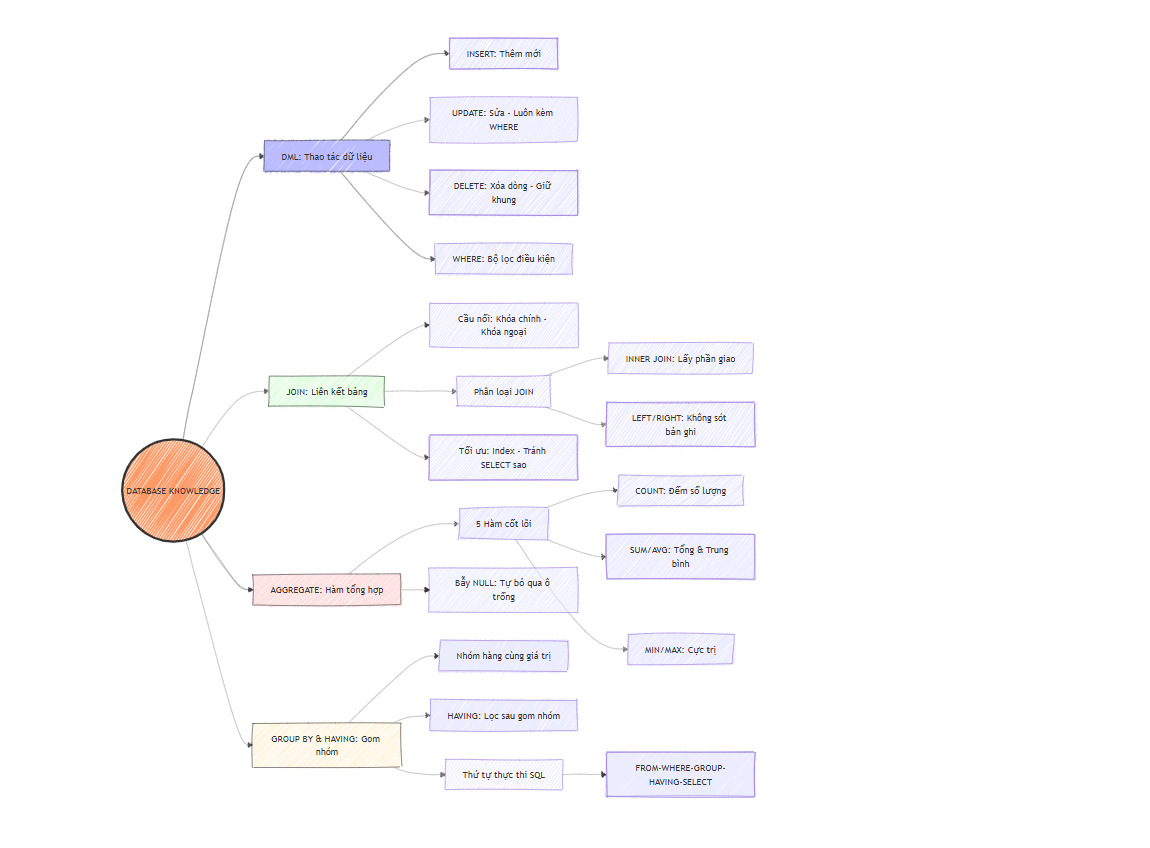 INSERT: Thêm mới
UPDATE: Sửa - Luôn kèm
WHERE
DML: Thao tác dữ liệu
DELETE: Xóa dòng - Giữ
khung
WHERE: Bộ lọc điều kiện
Cầu nối: Khóa chính -
Khóa ngoại
INNER JOIN: Lấy phần giao
JOIN: Liên kết bảng
Phân loại JOIN
LEFT/RIGHT: Không sót
bản ghi
Tối ưu: Index - Tránh
SELECT sao
DATABASE KNOWLEDGE
COUNT: Đếm số lượng
5 Hàm cốt lõi
SUM/AVG: Tổng & Trung
bình
AGGREGATE: Hàm tổng hợp
Bẫy NULL: Tự bỏ qua ô
trống
MIN/MAX: Cực trị
Nhóm hàng cùng giá trị
HAVING: Lọc sau gom nhóm
GROUP BY & HAVING: Gom
nhóm
Thứ tự thực thi SQL
FROM-WHERE-GROUP-
HAVING-SELECT